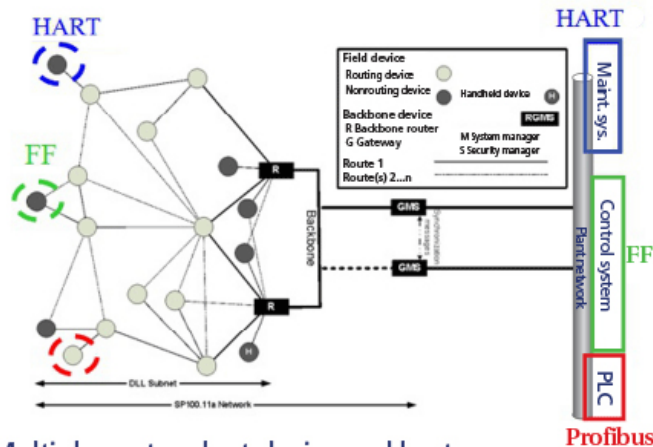 HART
HART
FF
Field device
Routing device
Nonrouting device
Handheld device
H
Backbone device
RGMS
R Backbone router
G Gateway
M System manager
S Security manager
Route 1
Route(s) 2...n
R
R
H
Backbone
GMS
GMS
Synchronization
messages
Plant network
Maint. sys.
Control system
FF
PLC
Profibus
DLL Subnet
SP100.11a Network